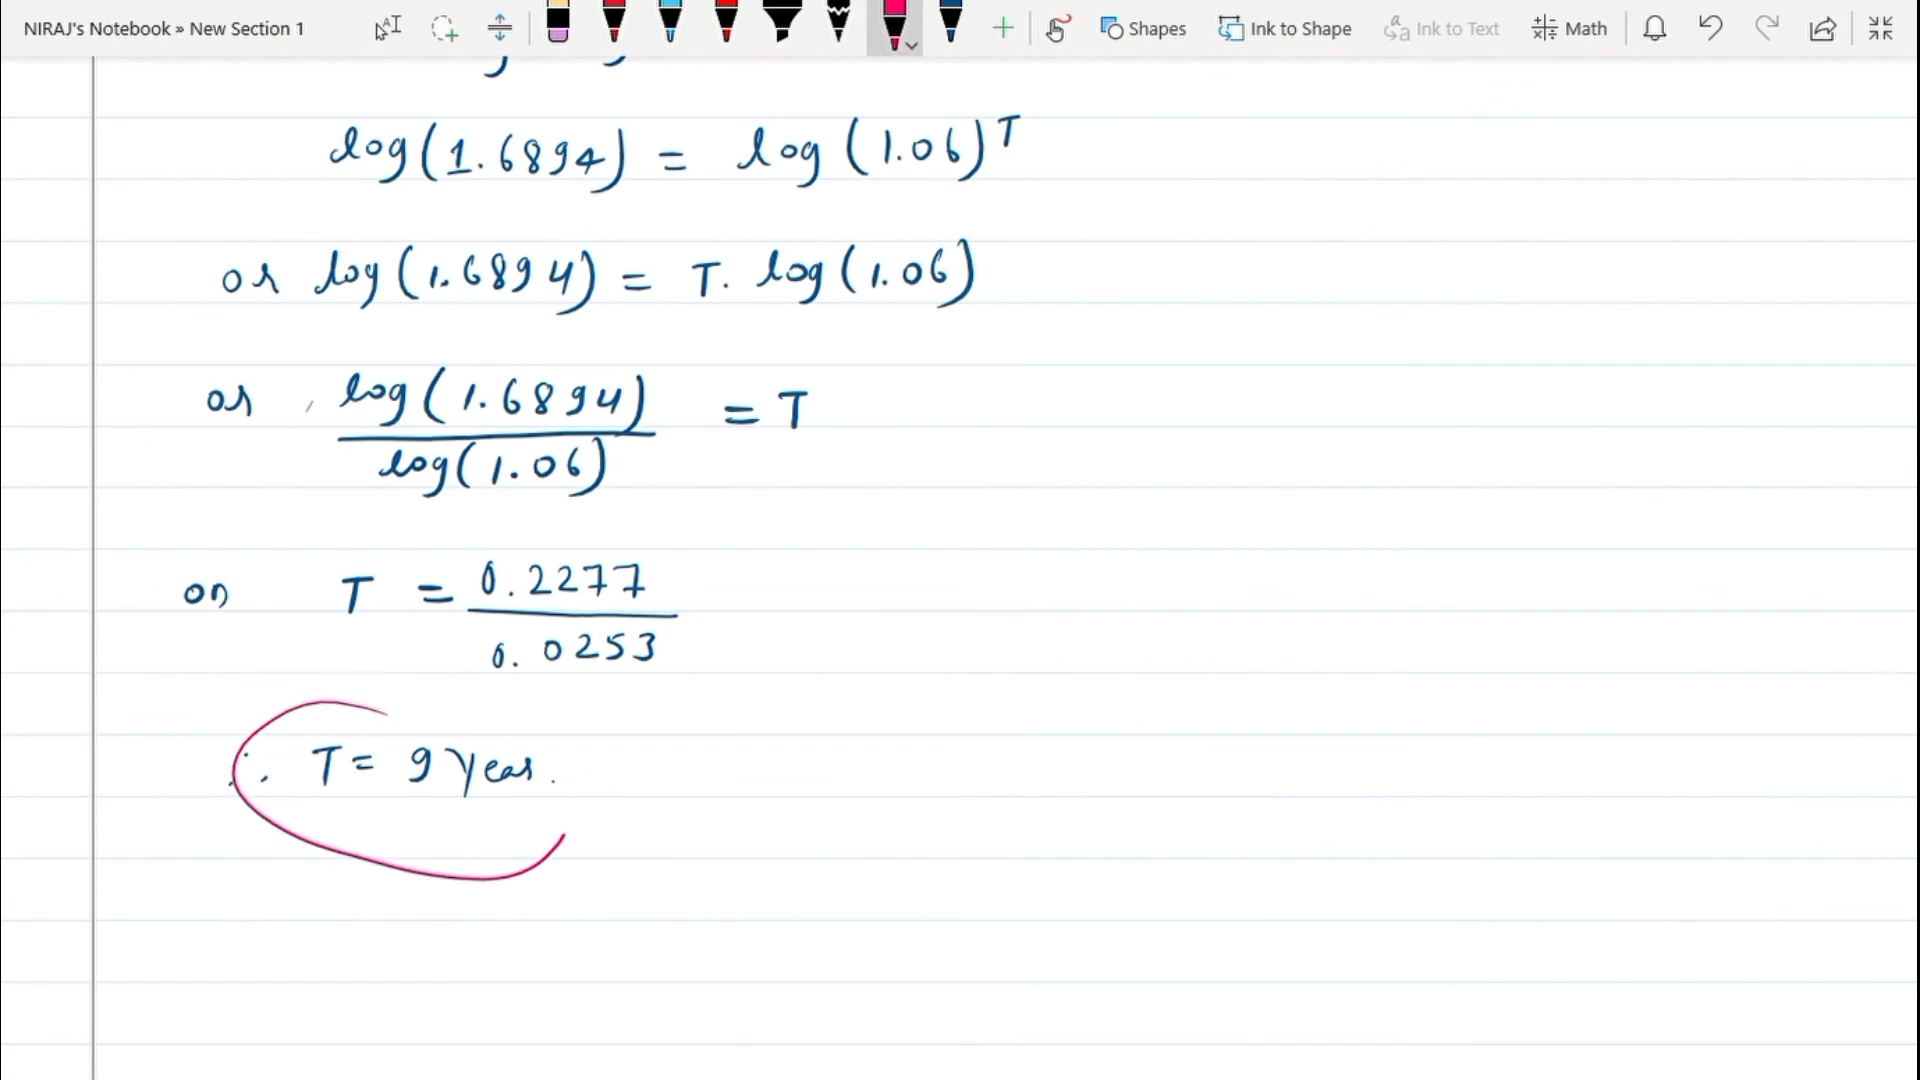 NIRAJ's Notebook » New Section 1 Shapes Ink to Shape Ink to Text Math
log(1.6894) = log(1.06)^T
or log(1.6894) = T. log(1.06)
or log(1.6894) = T
log(1.06)
or T = 0.2277
0.0253
∴ T = 9 Year.